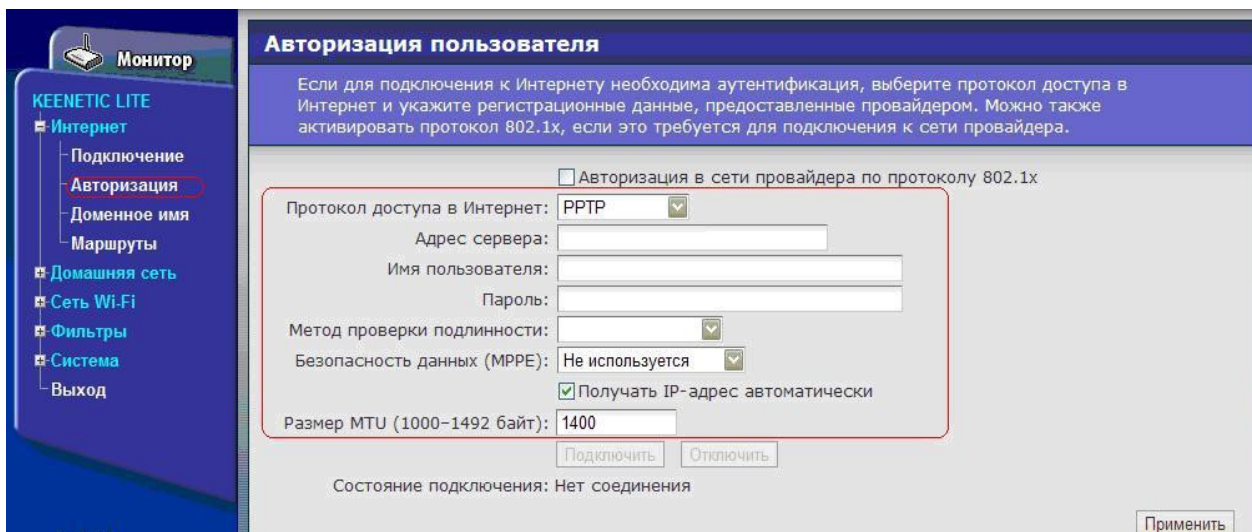 Монитор
KEENETIC LITE
Интернет
Подключение
Авторизация
Доменное имя
Маршруты
Домашняя сеть
Сеть Wi-Fi
Фильтры
Система
Выход
Авторизация пользователя
Если для подключения к Интернету необходима аутентификация, выберите протокол доступа в
Интернет и укажите регистрационные данные, предоставленные провайдером. Можно также
активировать протокол 802.1x, если это требуется для подключения к сети провайдера.
Авторизация в сети провайдера по протоколу 802.1x
Протокол доступа в Интернет: PPTP
Адрес сервера:
Имя пользователя:
Пароль:
Метод проверки подлинности:
Безопасность данных (MPPE): Не используется
Получать IP-адрес автоматически
Размер MTU (1000–1492 байт): 1400
Подключить Отключить
Состояние подключения: Нет соединения
Применить